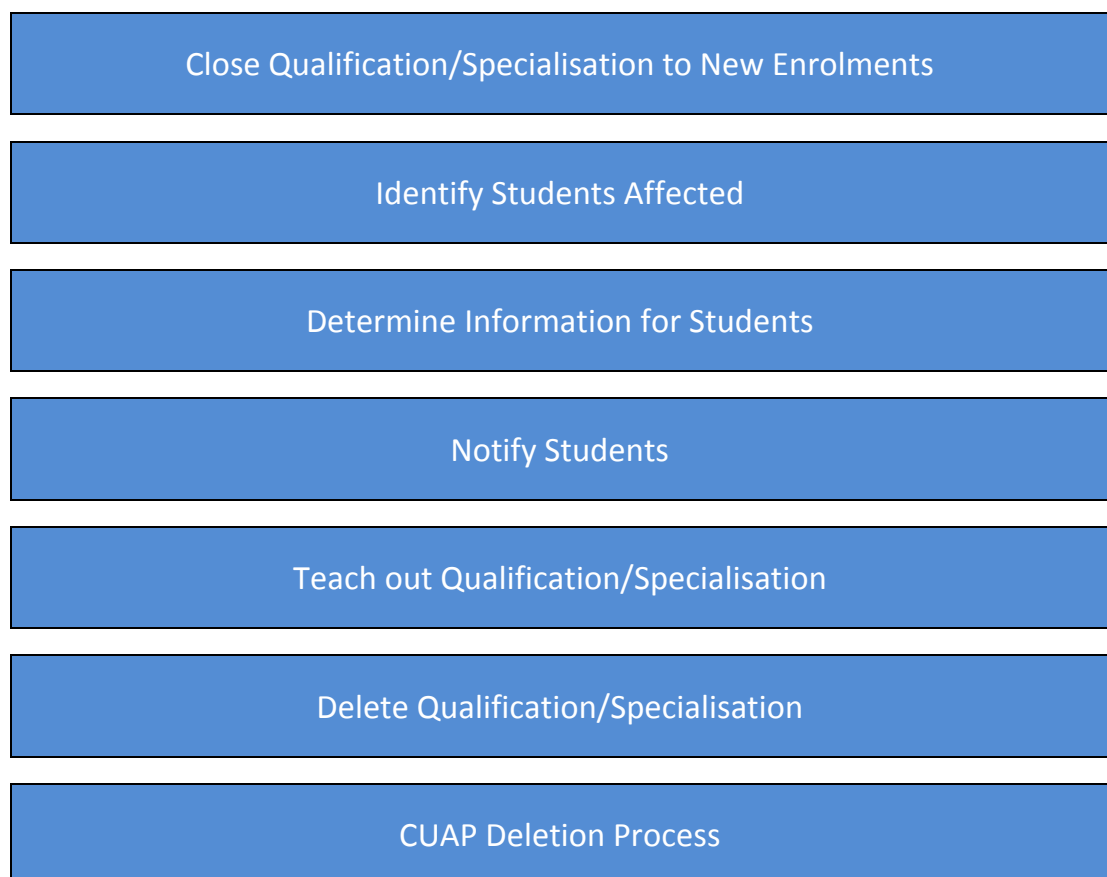 Close Qualification/Specialisation to New Enrolments
Identify Students Affected
Determine Information for Students
Notify Students
Teach out Qualification/Specialisation
Delete Qualification/Specialisation
CUAP Deletion Process